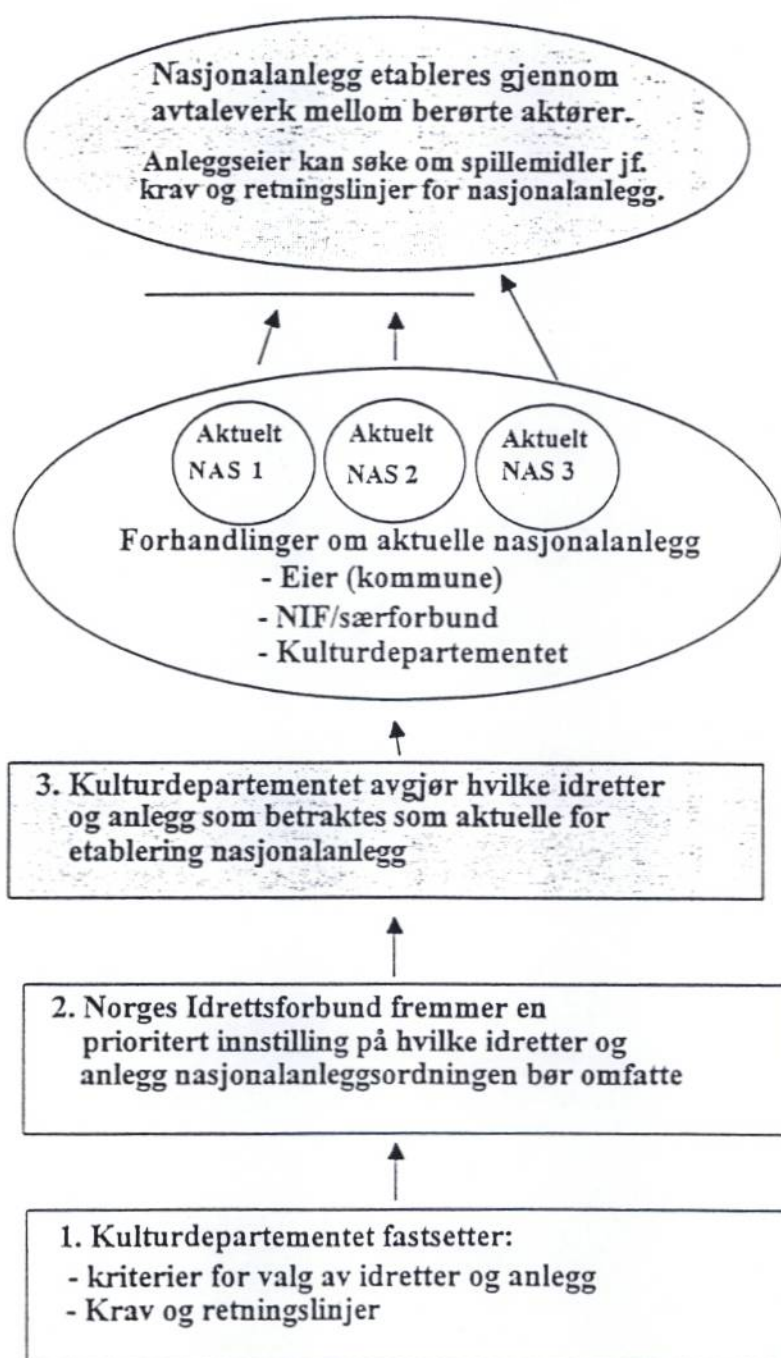 Nasjonalanlegg etableres gjennom
avtaleverk mellom berørte aktører.
Anleggseier kan søke om spillemidler jf.
krav og retningslinjer for nasjonalanlegg.
Aktuelt
NAS 1
Aktuelt
NAS 2
Aktuelt
NAS 3
Forhandlinger om aktuelle nasjonalanlegg
- Eier (kommune)
- NIF/særforbund
- Kulturdepartementet
3. Kulturdepartementet avgjør hvilke idretter
og anlegg som betraktes som aktuelle for
etablering nasjonalanlegg
2. Norges Idrettsforbund fremmer en
prioritert innstilling på hvilke idretter og
anlegg nasjonalanleggsordningen bør omfatte
1. Kulturdepartementet fastsetter:
- kriterier for valg av idretter og anlegg
- Krav og retningslinjer